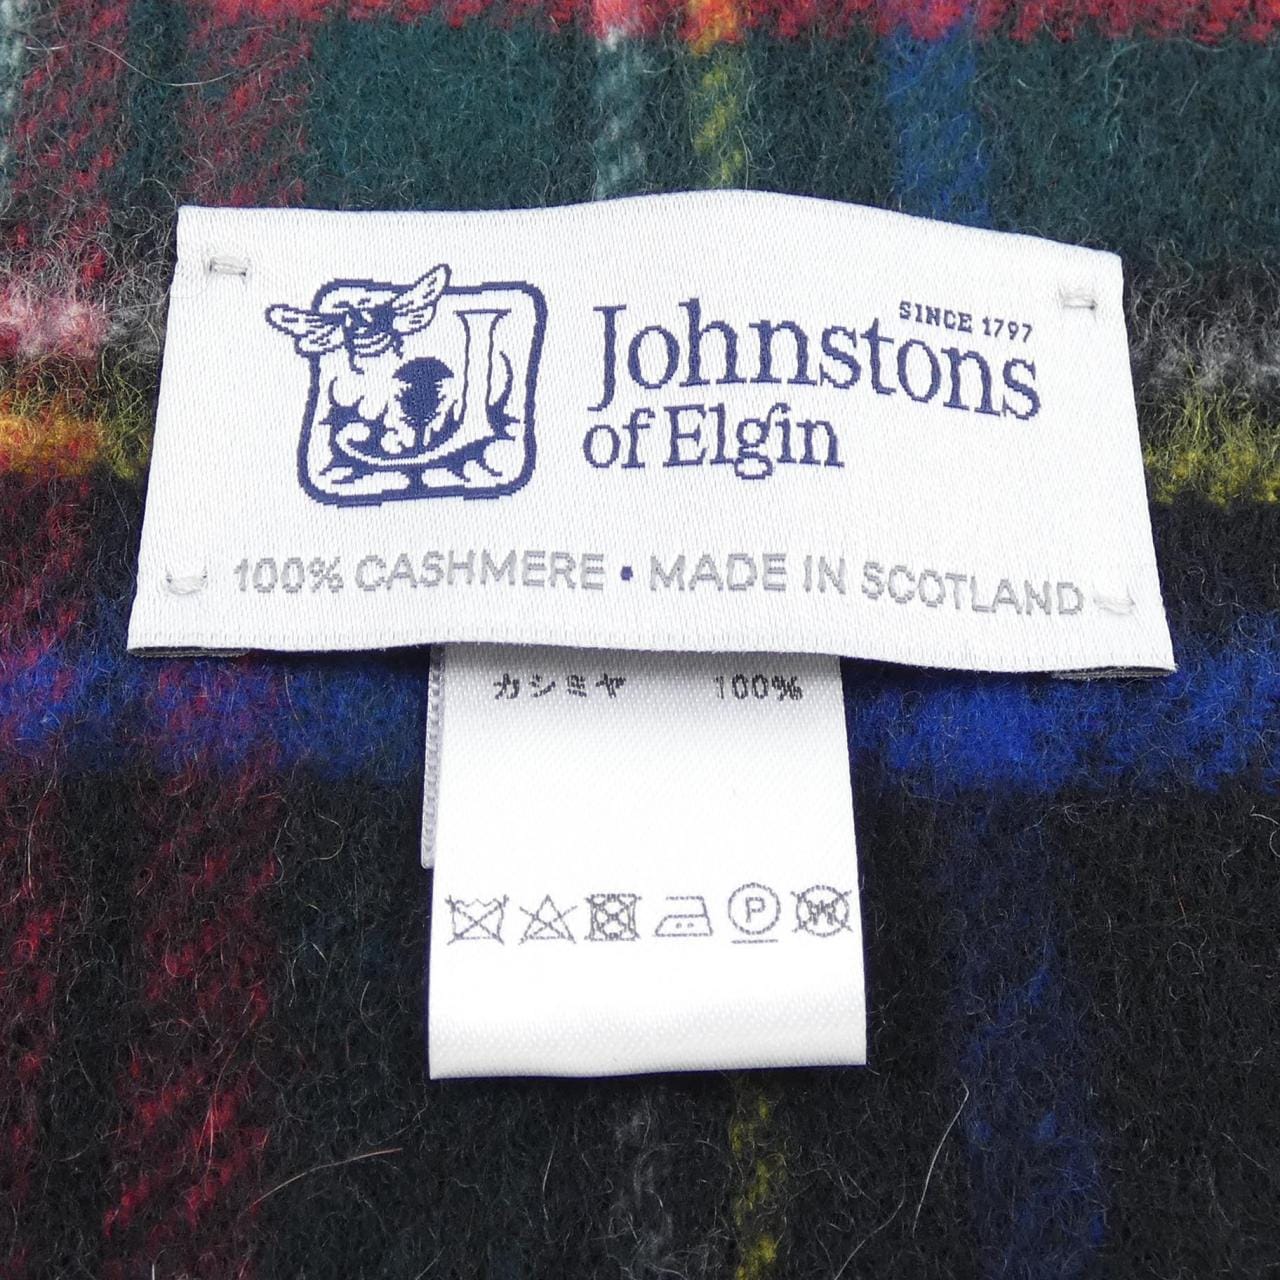 SINCE 1797
Johnstons
of Elgin
100% CASHMERE • MADE IN SCOTLAND
カシミヤ 100%
P
W